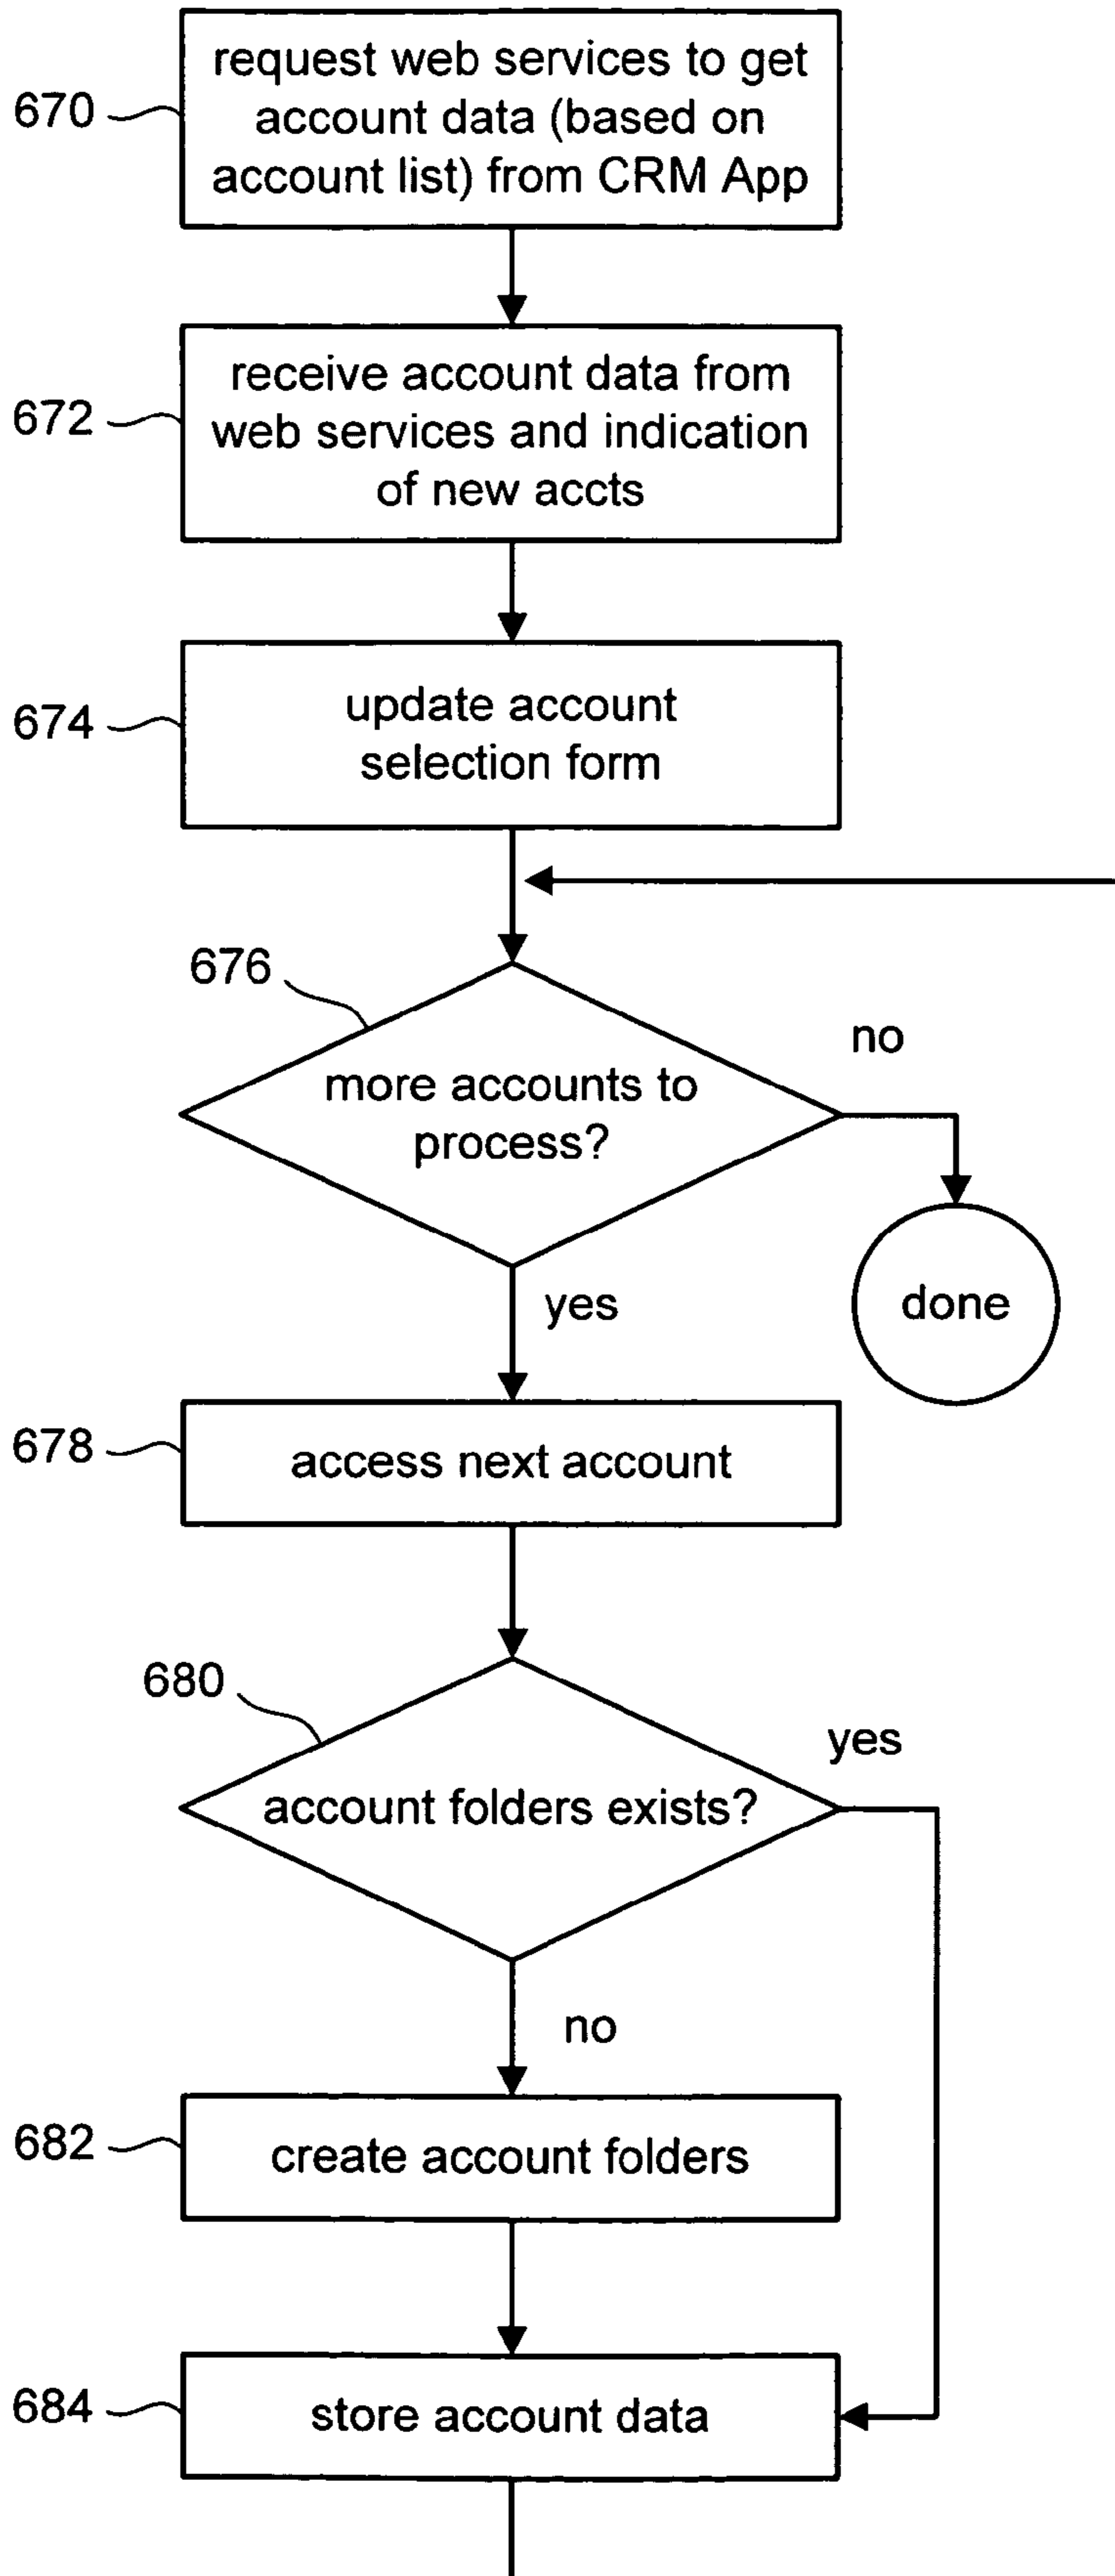 670
request web services to get
account data (based on
account list) from CRM App
672
receive account data from
web services and indication
of new accts
674
update account
selection form
676
more accounts to
process?
no
done
yes
678
access next account
680
account folders exists?
yes
no
682
create account folders
684
store account data